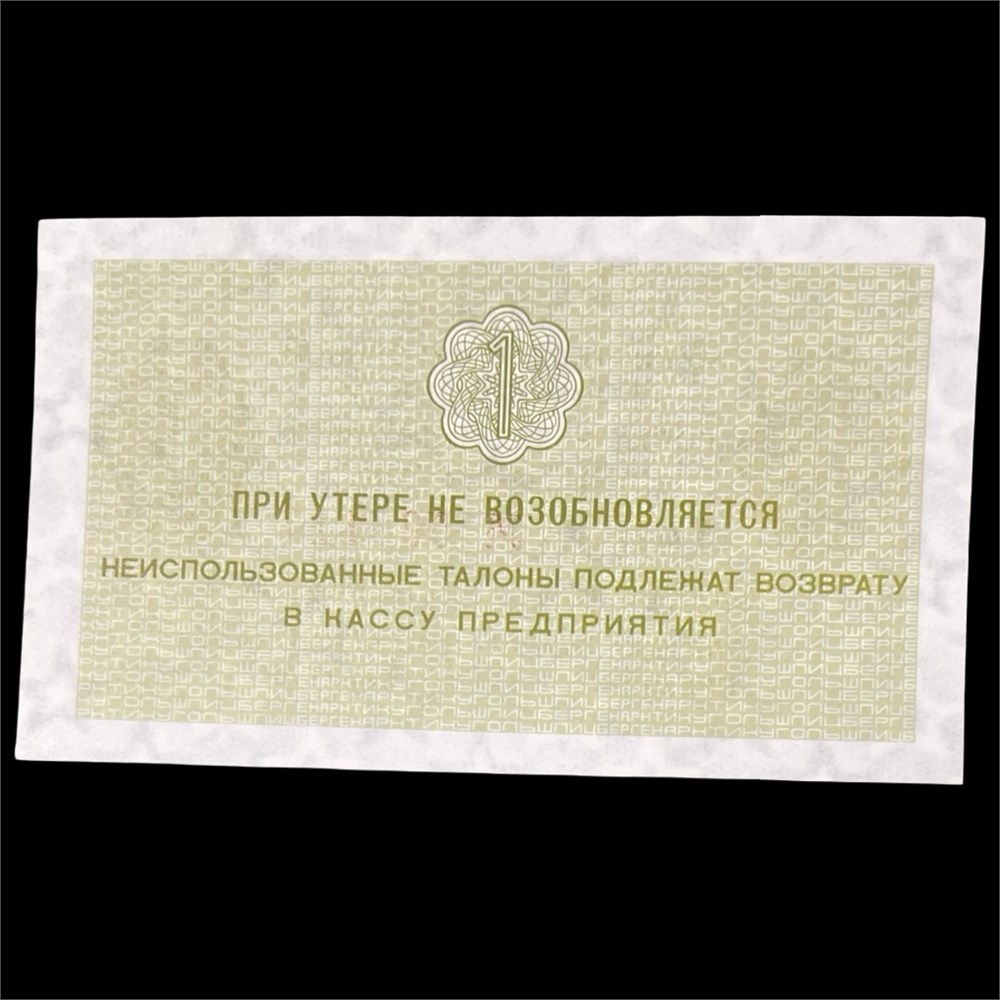 1
ПРИ УТЕРЕ НЕ ВОЗОБНОВЛЯЕТСЯ
НЕИСПОЛЬЗОВАННЫЕ ТАЛОНЫ ПОДЛЕЖАТ ВОЗВРАТУ
В КАССУ ПРЕДПРИЯТИЯ